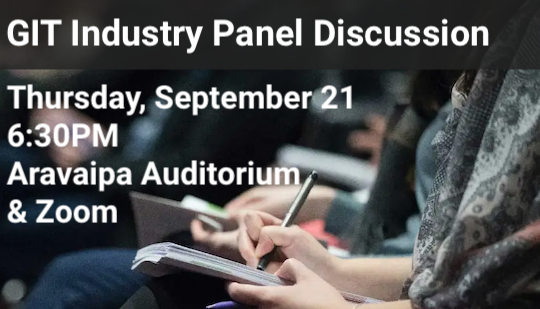 GIT Industry Panel Discussion
Thursday, September 21
6:30PM
Aravaipa Auditorium
& Zoom